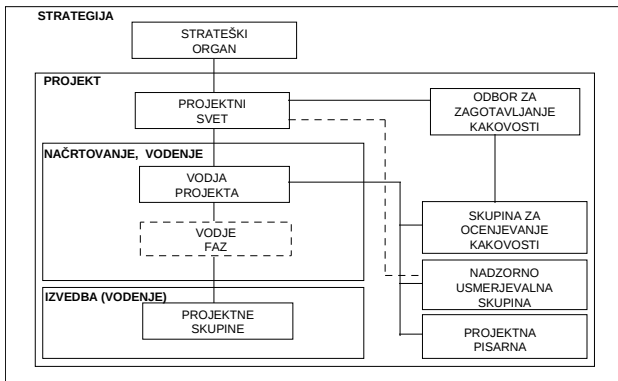 STRATEGIJA
STRATEŠKI
ORGAN
PROJEKT
PROJEKTNI
SVET
ODBOR ZA
ZAGOTAVLJANJE
KAKOVOSTI
NAČRTOVANJE, VODENJE
VODJA
PROJEKTA
VODJE
FAZ
SKUPINA ZA
OCENJEVANJE
KAKOVOSTI
NADZORNO
USMERJEVALNA
SKUPINA
IZVEDBA (VODENJE)
PROJEKTNE
SKUPINE
PROJEKTNA
PISARNA